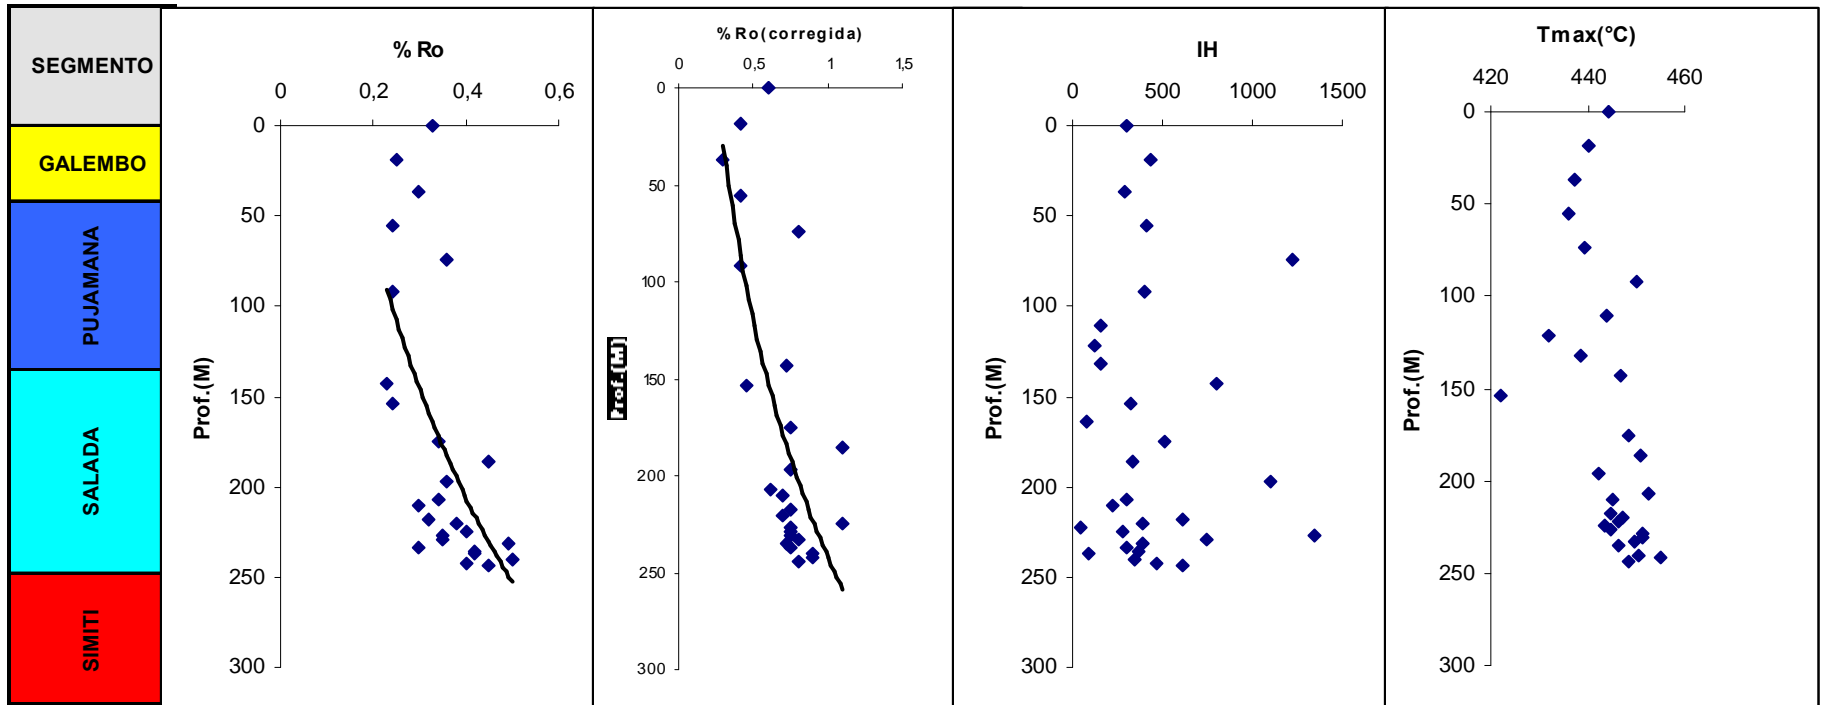 SEGMENTO
GALEMBO
PUJAMANA
SALADA
SIMITI
% Ro
0 0,2 0,4 0,6
0
50
100
150
200
250
300
Prof.(M)
% Ro(corregida)
0 0,5 1 1,5
0
50
100
150
200
250
300
Prof.(M)
IH
0 500 1000 1500
0
50
100
150
200
250
300
Prof.(M)
Tmax(°C)
420 440 460
0
50
100
150
200
250
300
Prof.(M)